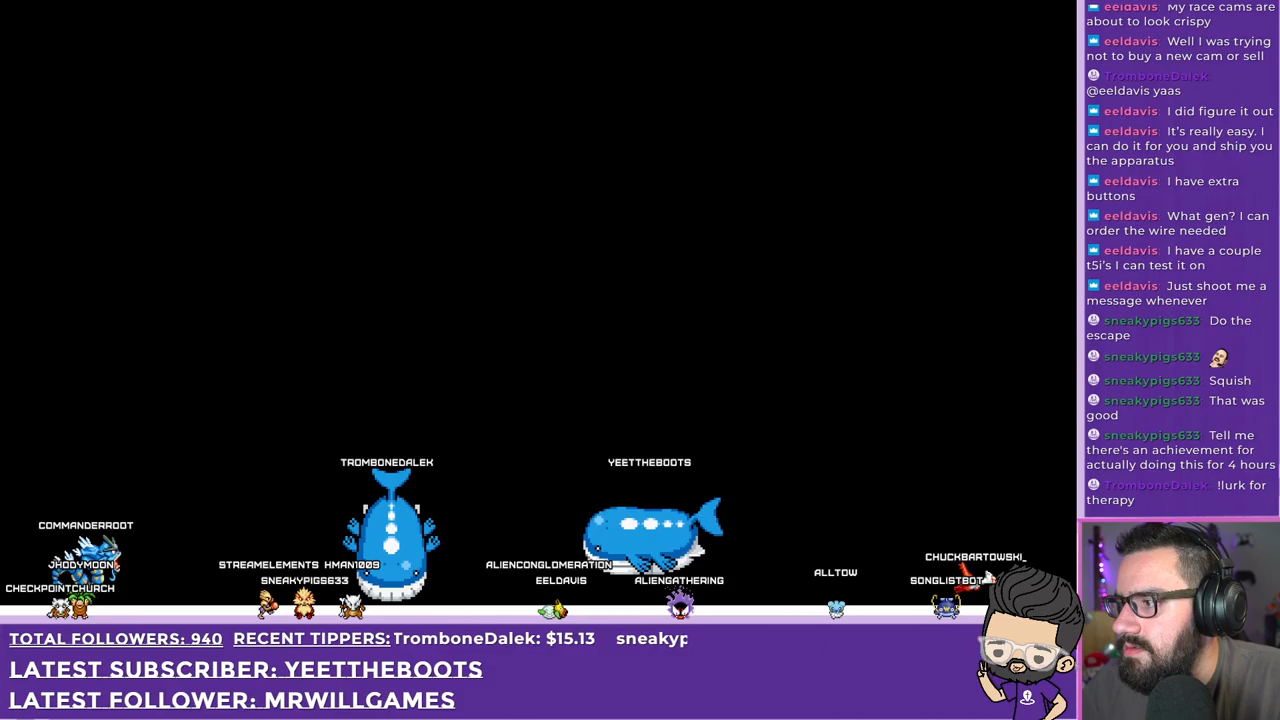 eeldavis: My face cams are
about to look crispy
eeldavis: Well I was trying
not to buy a new cam or sell
TromboneDalek:
@eeldavis yaas
eeldavis: I did figure it out
eeldavis: It's really easy. I
can do it for you and ship you
the apparatus
eeldavis: I have extra
buttons
eeldavis: What gen? I can
order the wire needed
eeldavis: I have a couple
t5i's I can test it on
eeldavis: Just shoot me a
message whenever
sneakypigs633 Do the
escape
sneakypigs633
sneakypigs633 Squish
sneakypigs633 That was
good
sneakypigs633 Tell me
there's an achievement for
actually doing this for 4 hours
TromboneDalek: !lurk for
therapy
TROMBONEDALEK
YEETTHEBOOTS
COMMANDERROOT
JHODYMOON
CHECKPOINTCHURCH
STREAMELEMENTS HMAN1009
SNEAKYPIGS633
ALIENCONGLOMERATION
EELDAVIS
ALIENGATHERING
ALLTOW
CHUCKBARTOWSKI_
SONGLISTBOT
TOTAL FOLLOWERS: 940 RECENT TIPPERS: TromboneDalek: $15.13 sneakyp
LATEST SUBSCRIBER: YEETTHEBOOTS
LATEST FOLLOWER: MRWILLGAMES